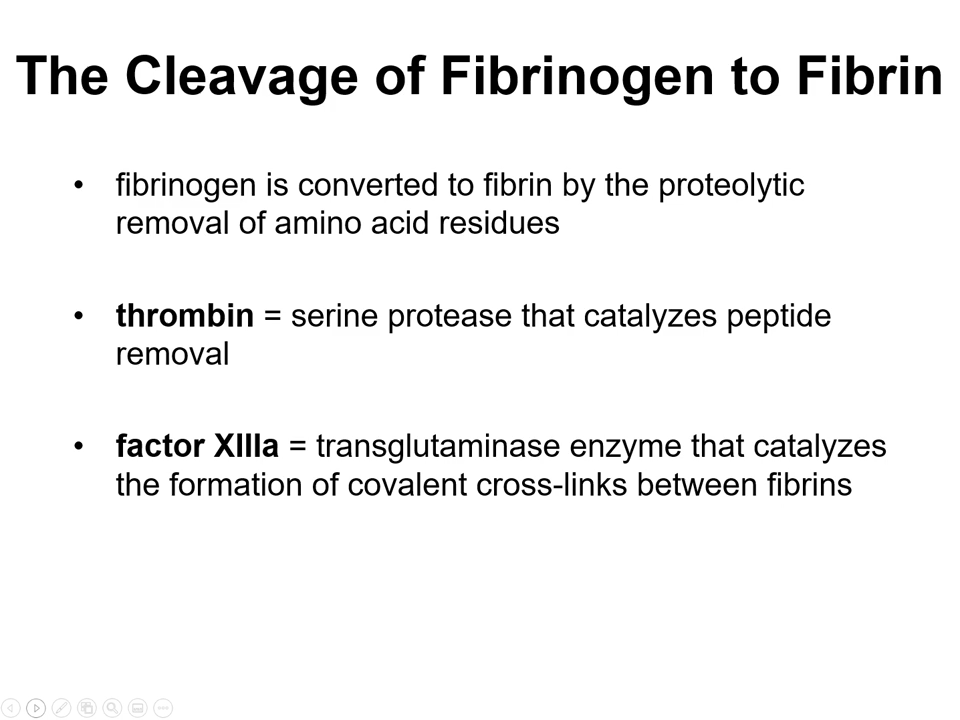 The Cleavage of Fibrinogen to Fibrin
• fibrinogen is converted to fibrin by the proteolytic
removal of amino acid residues
• thrombin = serine protease that catalyzes peptide
removal
• factor XIIIa = transglutaminase enzyme that catalyzes
the formation of covalent cross-links between fibrins